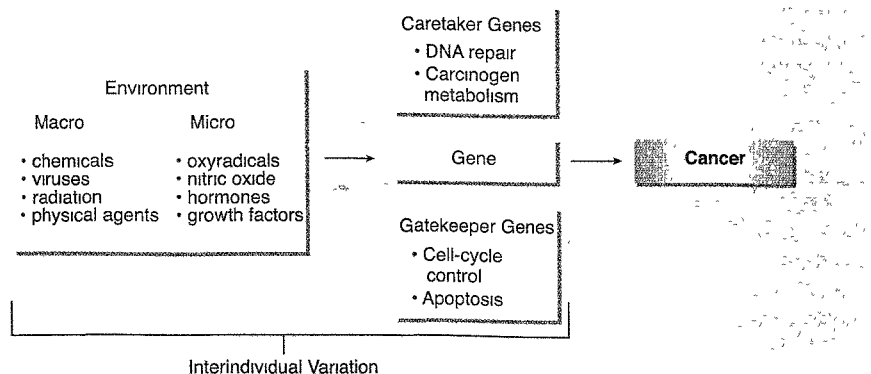 Caretaker Genes
• DNA repair
• Carcinogen
metabolism
Environment
Macro
Micro
• chemicals
• viruses
• radiation
• physical agents
• oxyradicals
• nitric oxide
• hormones
• growth factors
Gene
Cancer
Gatekeeper Genes
• Cell-cycle
control
• Apoptosis
Interindividual Variation